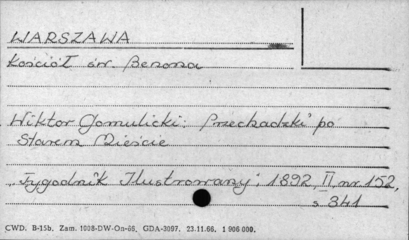 WARSZAWA
Kościół św. Benona
Wiktor Gomulicki: Przechadzki po
Starem Mieście
„Tygodnik Ilustrowany", 1892, II, nr. 152,
s 341
CWD. B-15b. Zam. 1098-DW-On-66. GDA-3097. 23.11.66. 1 906 000.